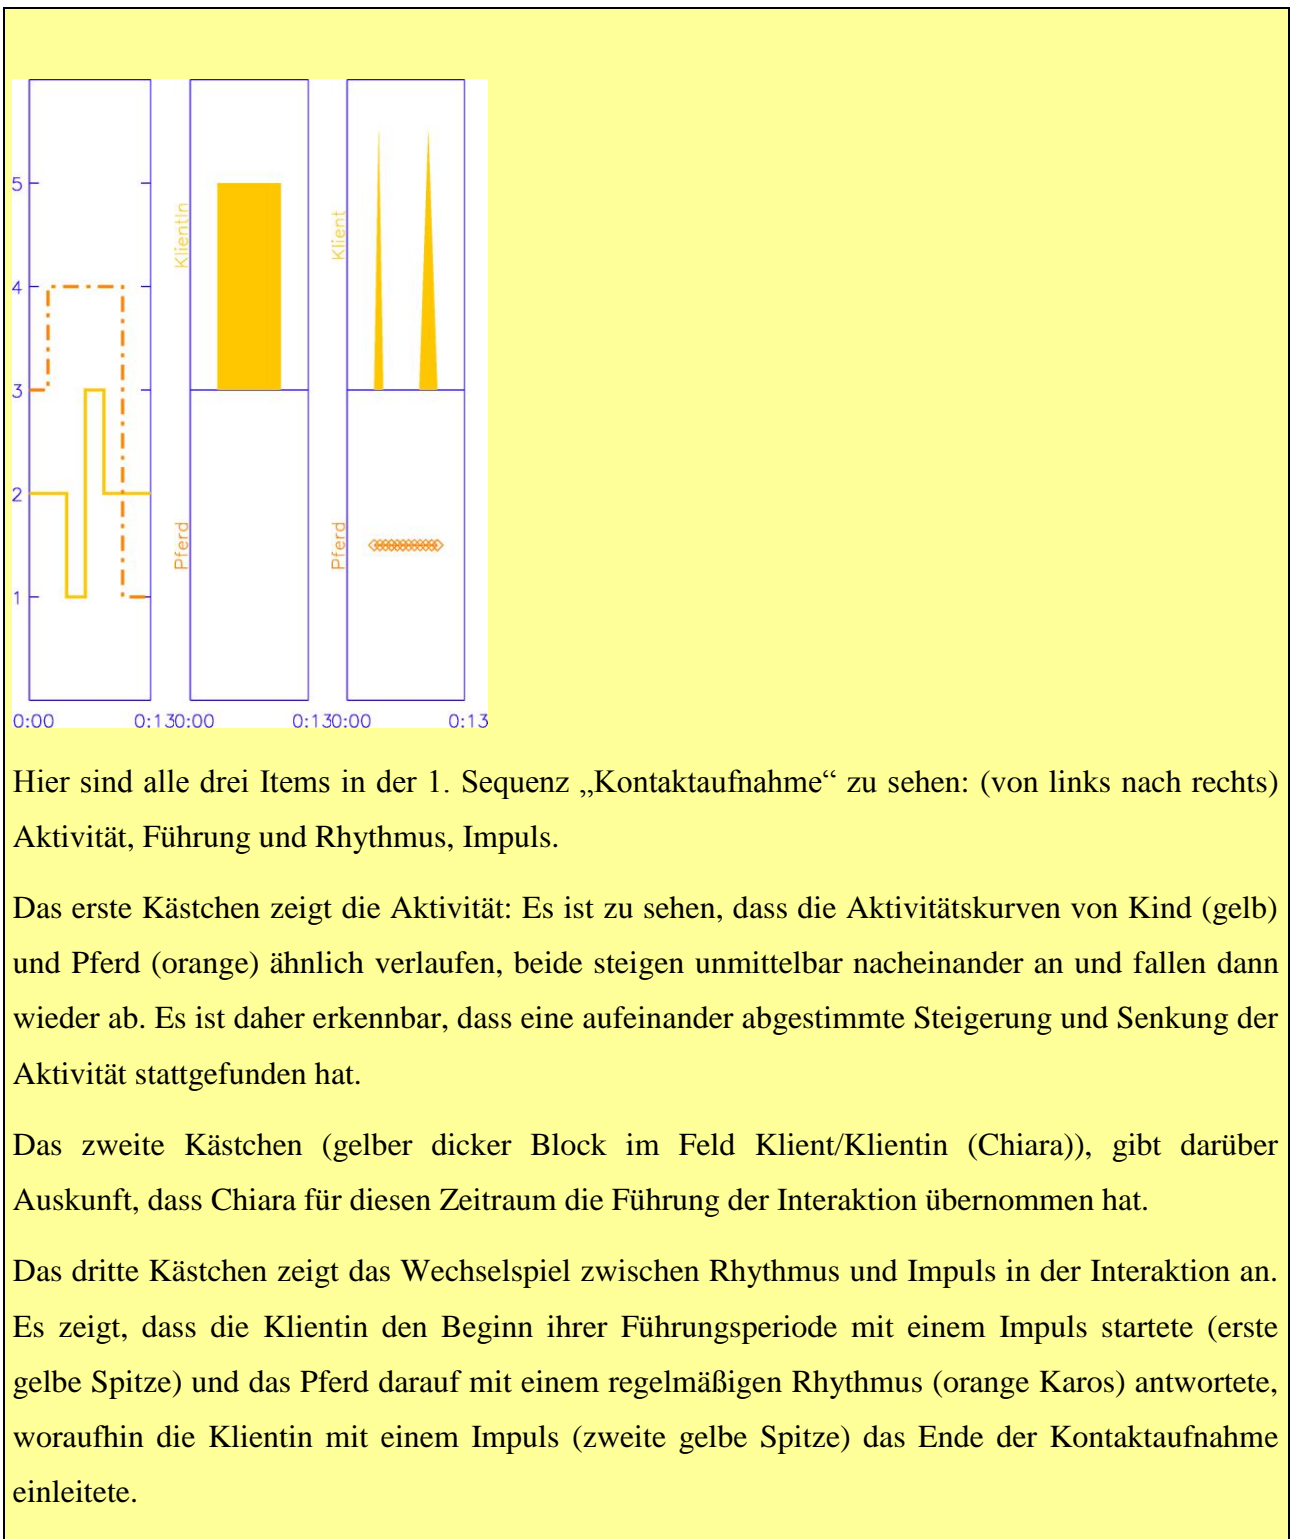 5
4
3
2
1
Klientin
Pferd
Klient
Pferd
0:00 0:130:00 0:130:00 0:13
Hier sind alle drei Items in der 1. Sequenz „Kontaktaufnahme“ zu sehen: (von links nach rechts)
Aktivität, Führung und Rhythmus, Impuls.
Das erste Kästchen zeigt die Aktivität: Es ist zu sehen, dass die Aktivitätskurven von Kind (gelb)
und Pferd (orange) ähnlich verlaufen, beide steigen unmittelbar nacheinander an und fallen dann
wieder ab. Es ist daher erkennbar, dass eine aufeinander abgestimmte Steigerung und Senkung der
Aktivität stattgefunden hat.
Das zweite Kästchen (gelber dicker Block im Feld Klient/Klientin (Chiara)), gibt darüber
Auskunft, dass Chiara für diesen Zeitraum die Führung der Interaktion übernommen hat.
Das dritte Kästchen zeigt das Wechselspiel zwischen Rhythmus und Impuls in der Interaktion an.
Es zeigt, dass die Klientin den Beginn ihrer Führungsperiode mit einem Impuls startete (erste
gelbe Spitze) und das Pferd darauf mit einem regelmäßigen Rhythmus (orange Karos) antwortete,
woraufhin die Klientin mit einem Impuls (zweite gelbe Spitze) das Ende der Kontaktaufnahme
einleitete.